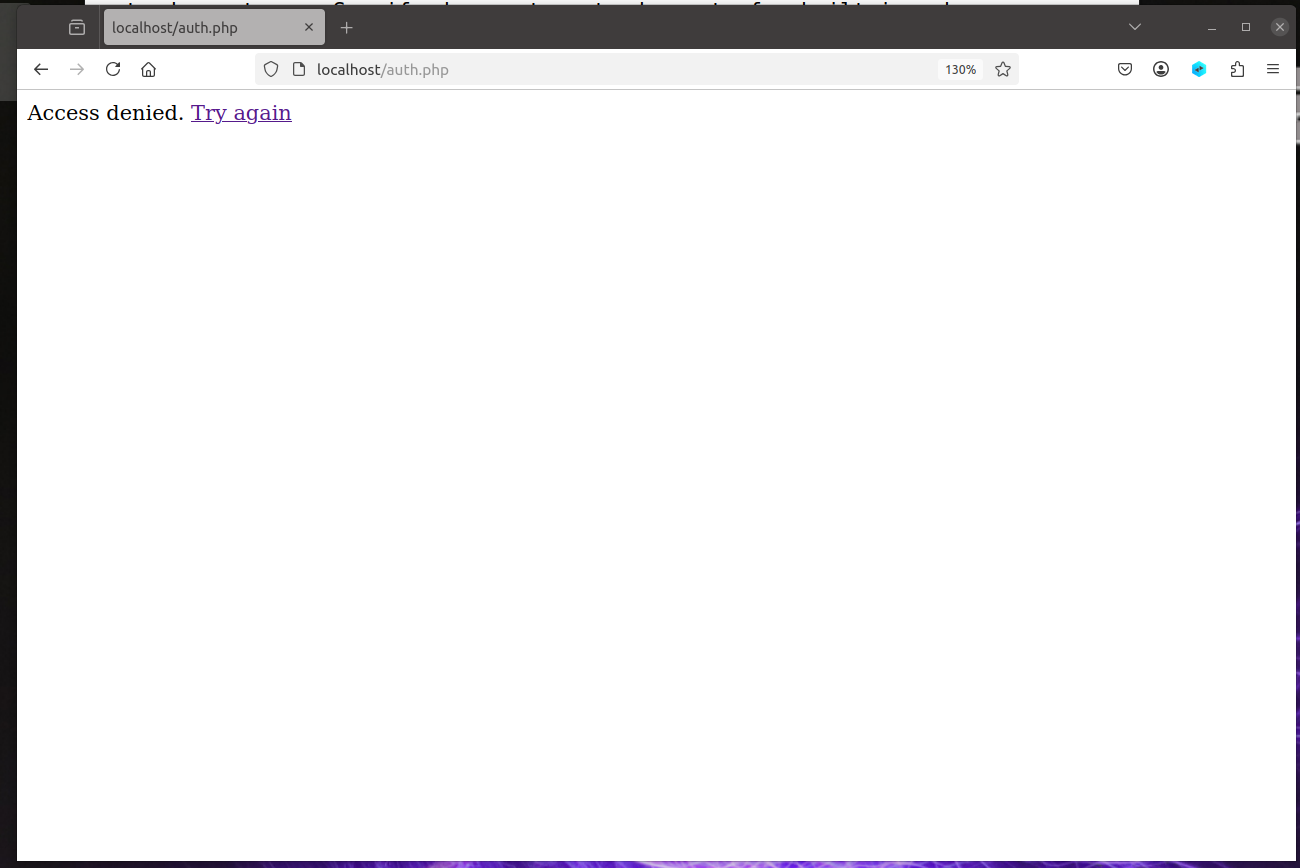 localhost/auth.php
localhost/auth.php
130%
Access denied. Try again